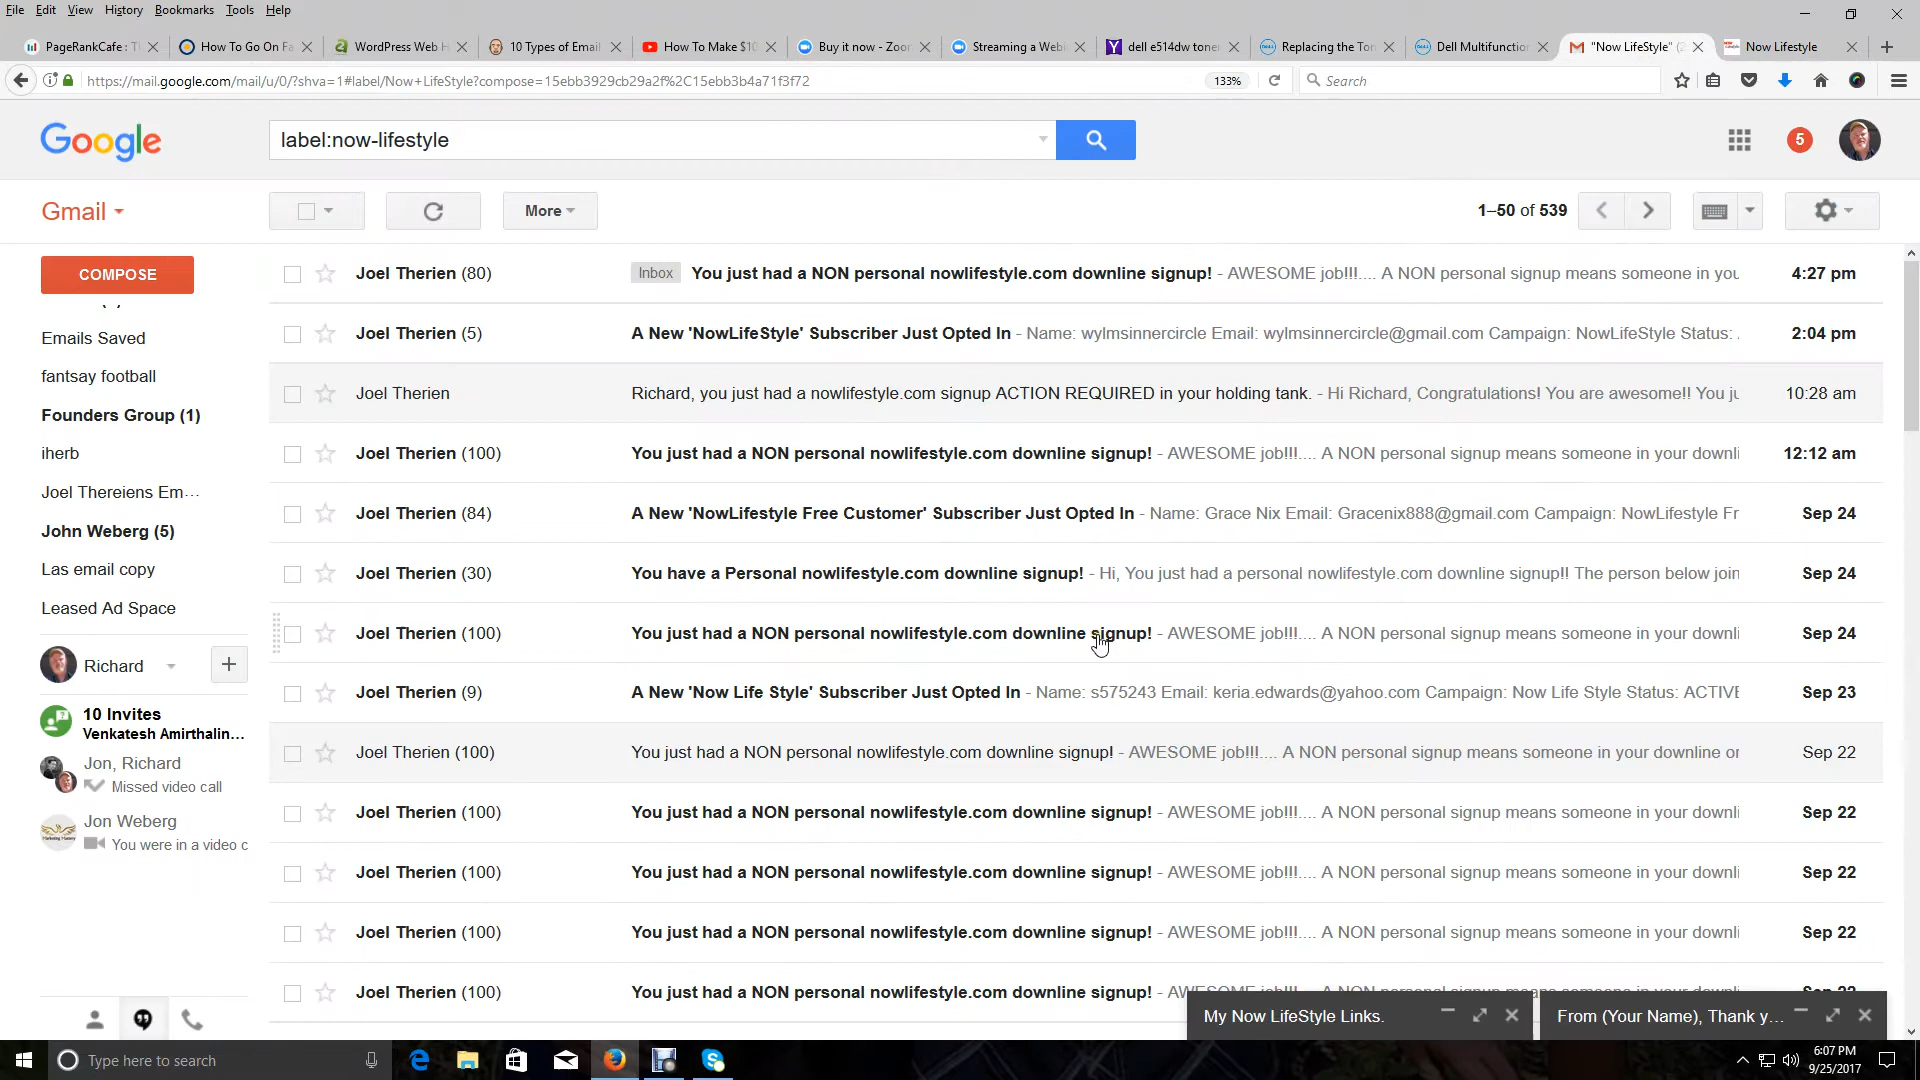 File Edit View History Bookmarks Tools Help
PageRankCafe : T
How To Go On Fa
WordPress Web H
10 Types of Email
How To Make $10
Buy it now - Zoom
Streaming a Webi
dell e514dw toner
Replacing the Ton
Dell Multifunctio
"Now LifeStyle" (2
Now Lifestyle
https://mail.google.com/mail/u/0/?shva=1#label/Now+LifeStyle?compose=15ebb3929cb29a2f%2C15ebb3b4a71f3f72
133%
Search
Google
label:now-lifestyle
5
Gmail
More
1–50 of 539
COMPOSE
Emails Saved
fantsay football
Founders Group (1)
iherb
Joel Thereiens Em…
John Weberg (5)
Las email copy
Leased Ad Space
Richard
10 Invites
Venkatesh Amirthalin...
Jon, Richard
Missed video call
Jon Weberg
You were in a video c
Joel Therien (80) Inbox You just had a NON personal nowlifestyle.com downline signup! - AWESOME job!!!.... A NON personal signup means someone in you 4:27 pm
Joel Therien (5) A New 'NowLifeStyle' Subscriber Just Opted In - Name: wylmsinnercircle Email: wylmsinnercircle@gmail.com Campaign: NowLifeStyle Status: 2:04 pm
Joel Therien Richard, you just had a nowlifestyle.com signup ACTION REQUIRED in your holding tank. - Hi Richard, Congratulations! You are awesome!! You ju 10:28 am
Joel Therien (100) You just had a NON personal nowlifestyle.com downline signup! - AWESOME job!!!.... A NON personal signup means someone in your downli 12:12 am
Joel Therien (84) A New 'NowLifestyle Free Customer' Subscriber Just Opted In - Name: Grace Nix Email: Gracenix888@gmail.com Campaign: NowLifestyle Fr Sep 24
Joel Therien (30) You have a Personal nowlifestyle.com downline signup! - Hi, You just had a personal nowlifestyle.com downline signup!! The person below join Sep 24
Joel Therien (100) You just had a NON personal nowlifestyle.com downline signup! - AWESOME job!!!.... A NON personal signup means someone in your downli Sep 24
Joel Therien (9) A New 'Now Life Style' Subscriber Just Opted In - Name: s575243 Email: keria.edwards@yahoo.com Campaign: Now Life Style Status: ACTIVE Sep 23
Joel Therien (100) You just had a NON personal nowlifestyle.com downline signup! - AWESOME job!!!.... A NON personal signup means someone in your downline or Sep 22
Joel Therien (100) You just had a NON personal nowlifestyle.com downline signup! - AWESOME job!!!.... A NON personal signup means someone in your downli Sep 22
Joel Therien (100) You just had a NON personal nowlifestyle.com downline signup! - AWESOME job!!!.... A NON personal signup means someone in your downli Sep 22
Joel Therien (100) You just had a NON personal nowlifestyle.com downline signup! - AWESOME job!!!.... A NON personal signup means someone in your downli Sep 22
Joel Therien (100) You just had a NON personal nowlifestyle.com downline signup! - AW
My Now LifeStyle Links.
From (Your Name), Thank y...
Type here to search
6:07 PM
9/25/2017